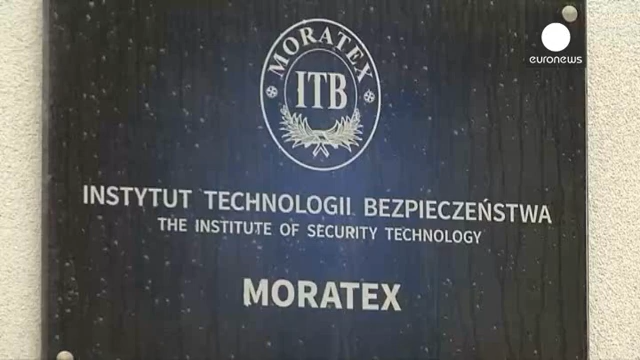 euronews
MORATEX
ITB
INSTYTUT TECHNOLOGII BEZPIECZEŃSTWA
THE INSTITUTE OF SECURITY TECHNOLOGY
MORATEX